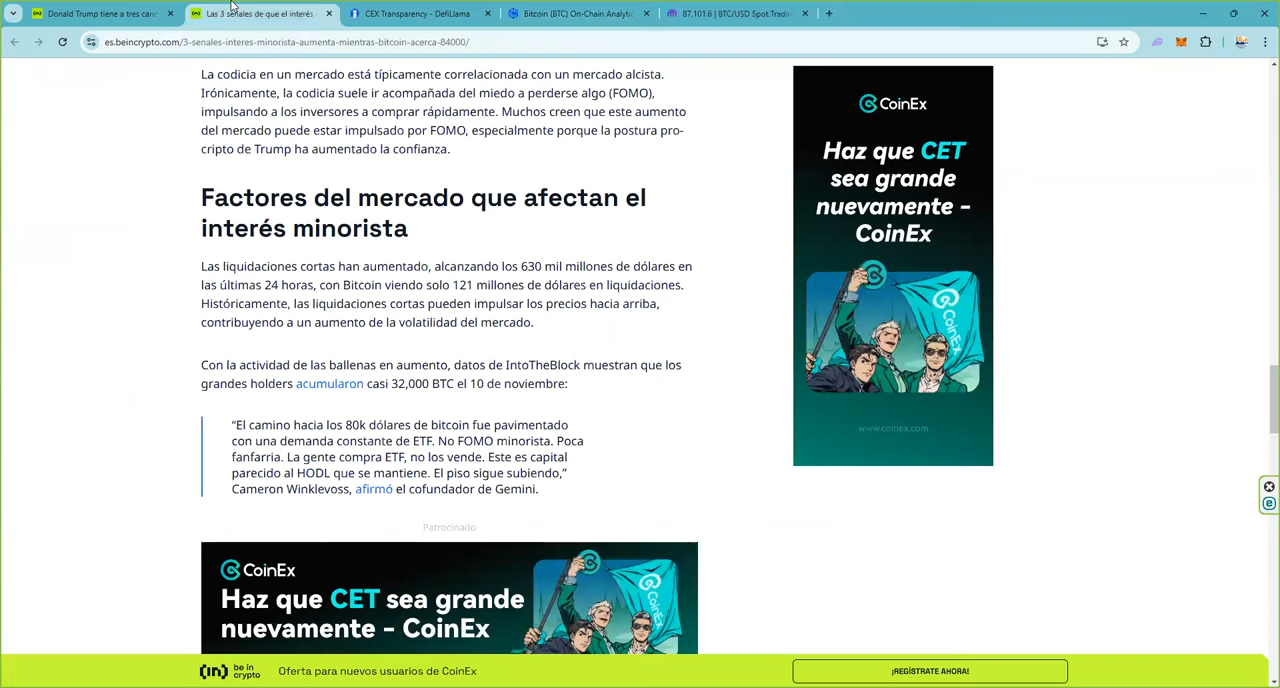 Donald Trump tiene a tres canc
Las 3 señales de que el interés
CEX Transparency - DefiLlama
Bitcoin (BTC) On-Chain Analytic
87,101.6 | BTC/USD Spot Tradi
es.beincrypto.com/3-senales-interes-minorista-aumenta-mientras-bitcoin-acerca-84000/
La codicia en un mercado está típicamente correlacionada con un mercado alcista.
Irónicamente, la codicia suele ir acompañada del miedo a perderse algo (FOMO),
impulsando a los inversores a comprar rápidamente. Muchos creen que este aumento
del mercado puede estar impulsado por FOMO, especialmente porque la postura pro-
cripto de Trump ha aumentado la confianza.
Factores del mercado que afectan el
interés minorista
Las liquidaciones cortas han aumentado, alcanzando los 630 mil millones de dólares en
las últimas 24 horas, con Bitcoin viendo solo 121 millones de dólares en liquidaciones.
Históricamente, las liquidaciones cortas pueden impulsar los precios hacia arriba,
contribuyendo a un aumento de la volatilidad del mercado.
Con la actividad de las ballenas en aumento, datos de IntoTheBlock muestran que los
grandes holders acumularon casi 32,000 BTC el 10 de noviembre:
“El camino hacia los 80k dólares de bitcoin fue pavimentado
con una demanda constante de ETF. No FOMO minorista. Poca
fanfarria. La gente compra ETF, no los vende. Este es capital
parecido al HODL que se mantiene. El piso sigue subiendo,”
Cameron Winklevoss, afirmó el cofundador de Gemini.
Patrocinado
CoinEx
Haz que CET sea grande
nuevamente - CoinEx
CoinEx
CoinEx
Haz que CET
sea grande
nuevamente -
CoinEx
CoinEx
www.coinex.com
be in
crypto
Oferta para nuevos usuarios de CoinEx
¡REGÍSTRATE AHORA!